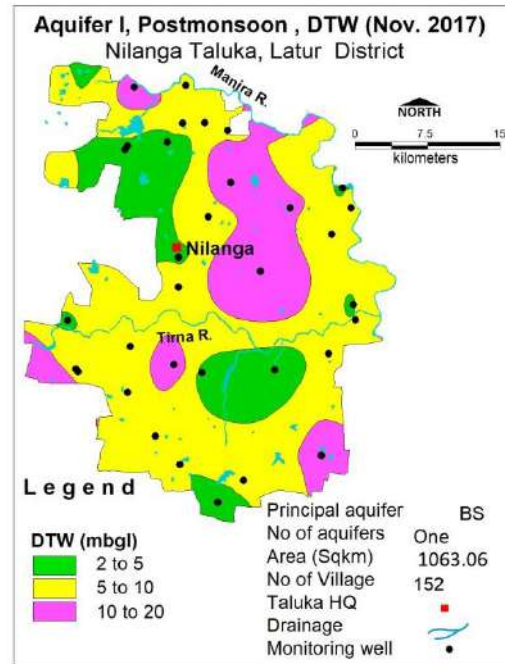 Aquifer I, Postmonsoon , DTW (Nov. 2017)
Nilanga Taluka, Latur District
Manjra R.
NORTH
0 7.5 15
kilometers
Nilanga
Tirna R.
Legend
DTW (mbgl)
2 to 5
5 to 10
10 to 20
Principal aquifer BS
No of aquifers One
Area (Sqkm) 1063.06
No of Village 152
Taluka HQ
Drainage
Monitoring well